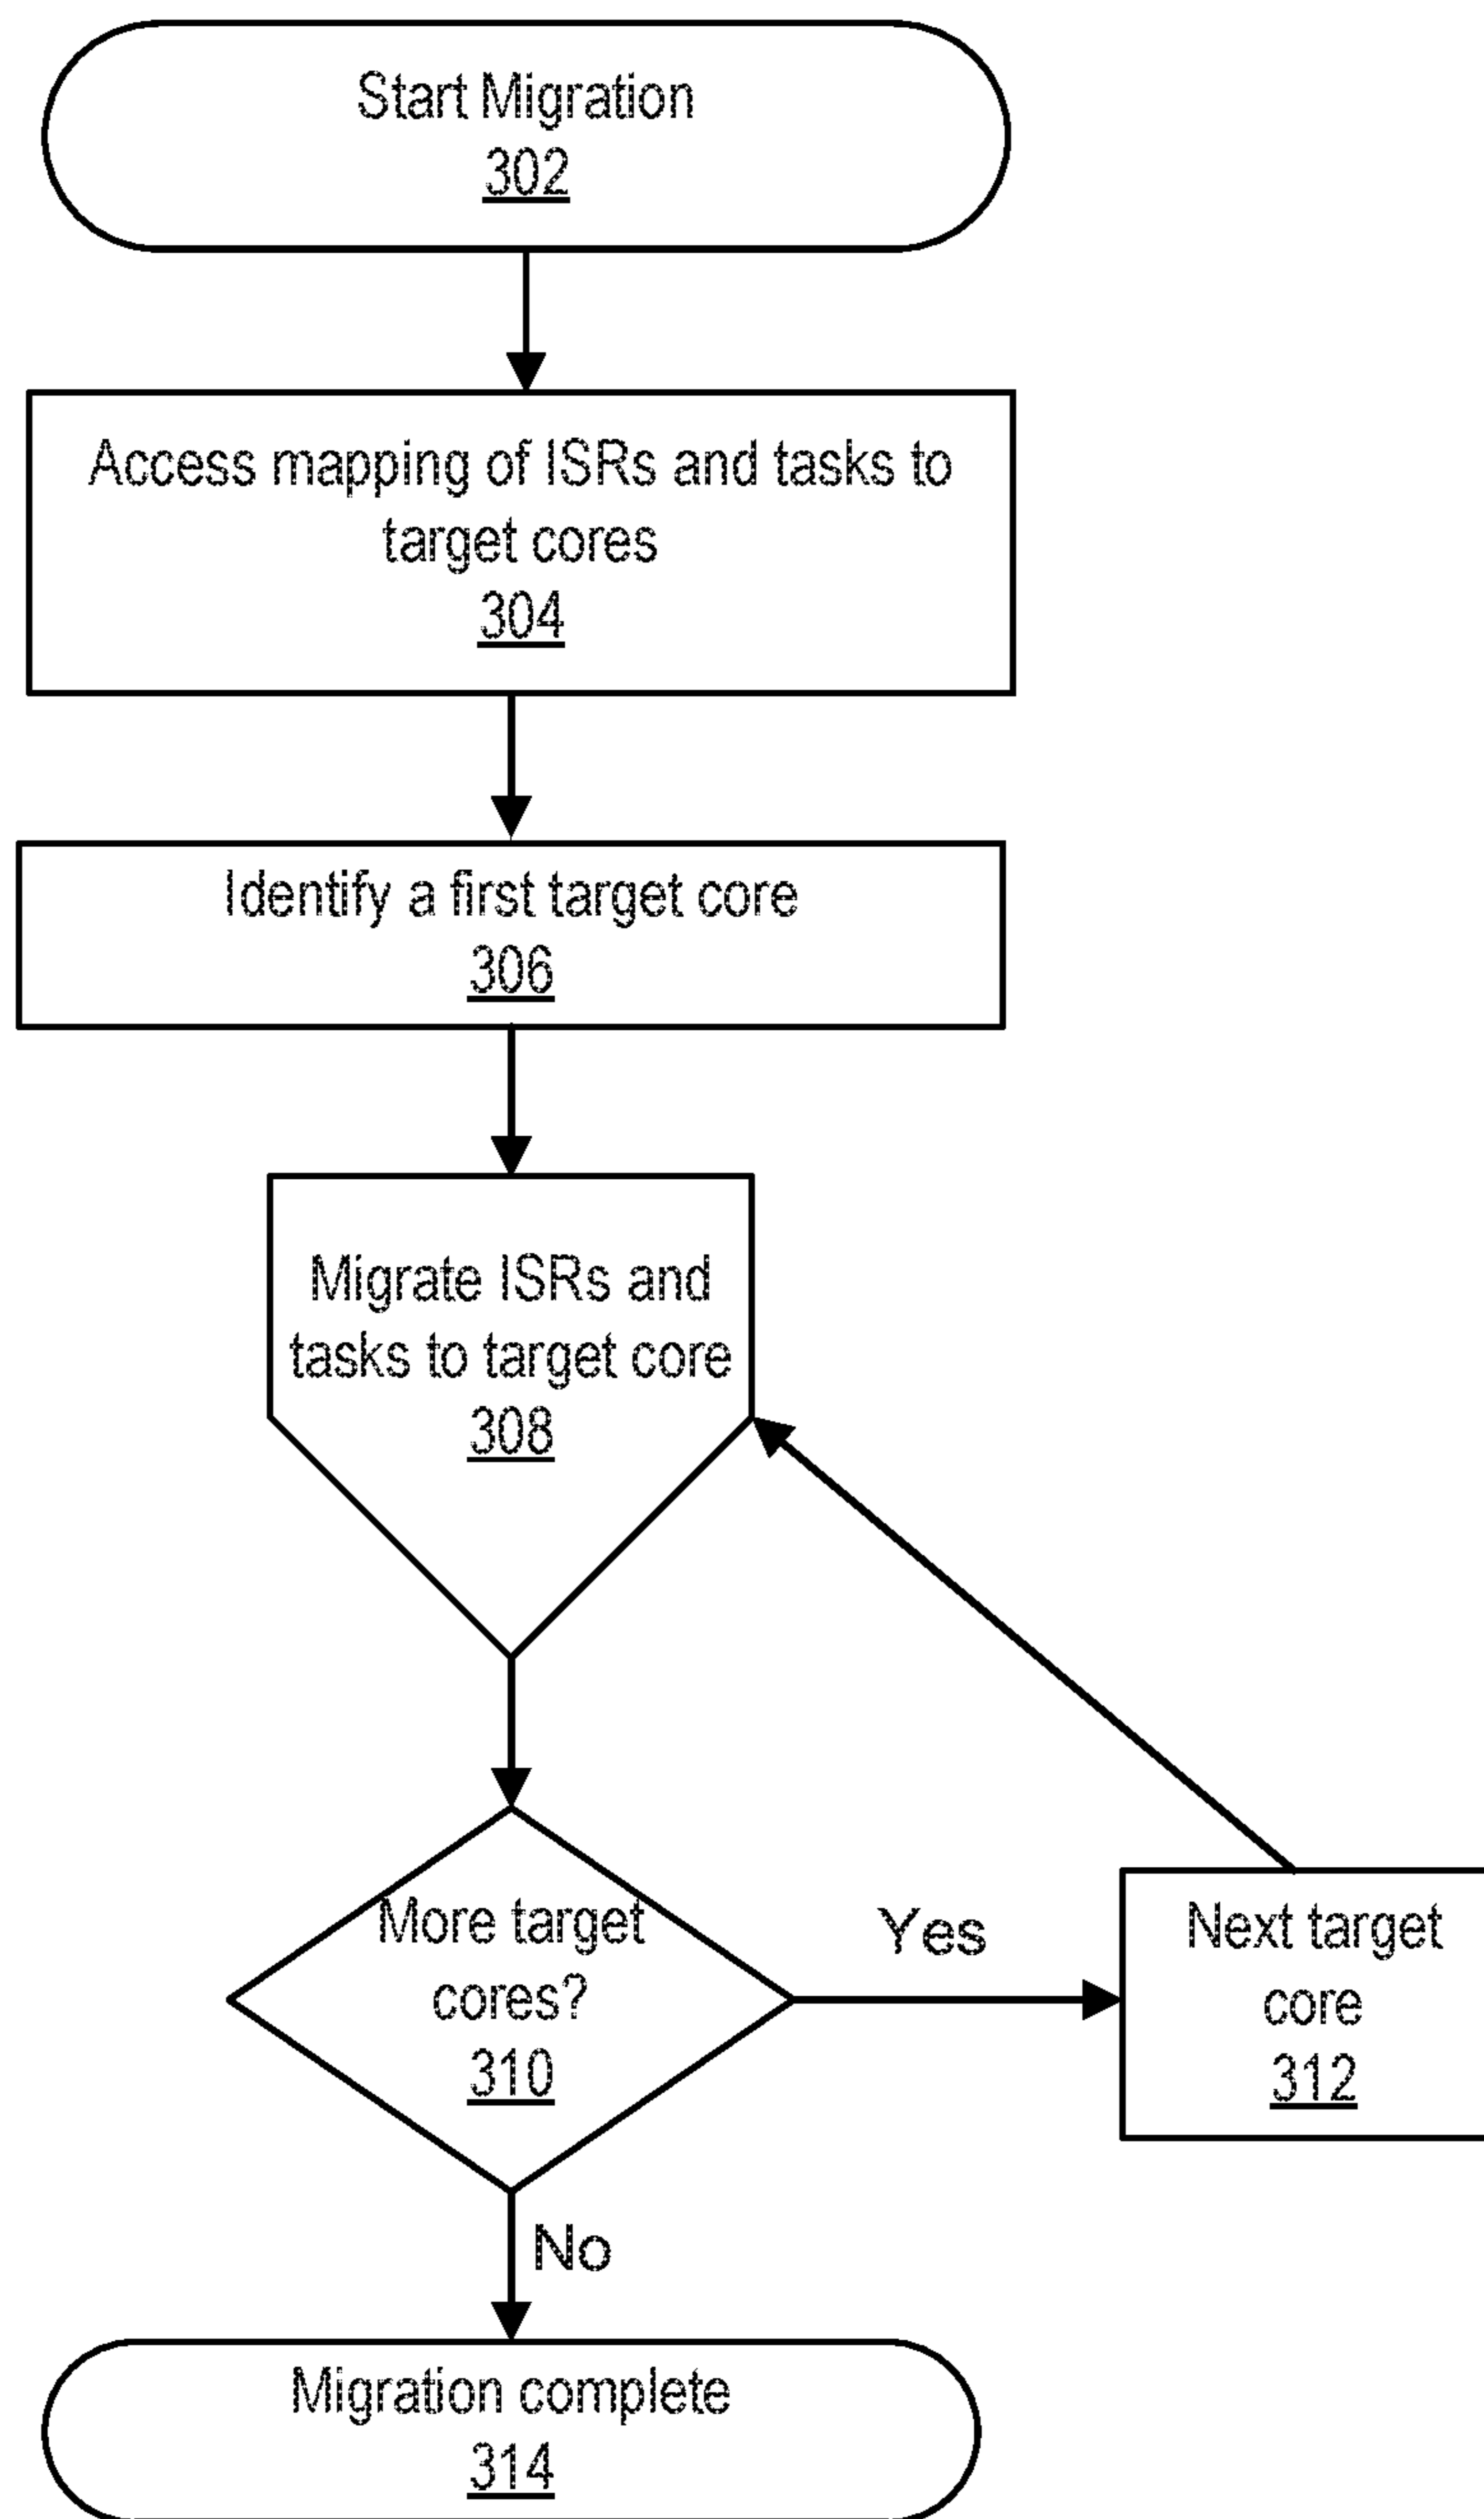 Start Migration
302
Access mapping of ISRs and tasks to
target cores
304
Identify a first target core
306
Migrate ISRs and
tasks to target core
308
More target
cores?
310
Yes
Next target
core
312
No
Migration complete
314